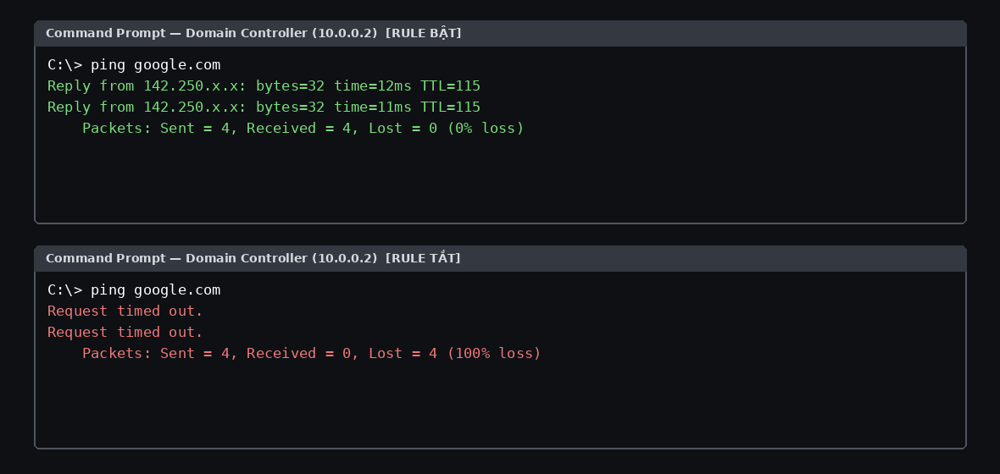 Command Prompt — Domain Controller (10.0.0.2)  [RULE BẬT]
C:\> ping google.com
Reply from 142.250.x.x: bytes=32 time=12ms TTL=115
Reply from 142.250.x.x: bytes=32 time=11ms TTL=115
    Packets: Sent = 4, Received = 4, Lost = 0 (0% loss)
Command Prompt — Domain Controller (10.0.0.2)  [RULE TẮT]
C:\> ping google.com
Request timed out.
Request timed out.
    Packets: Sent = 4, Received = 0, Lost = 4 (100% loss)